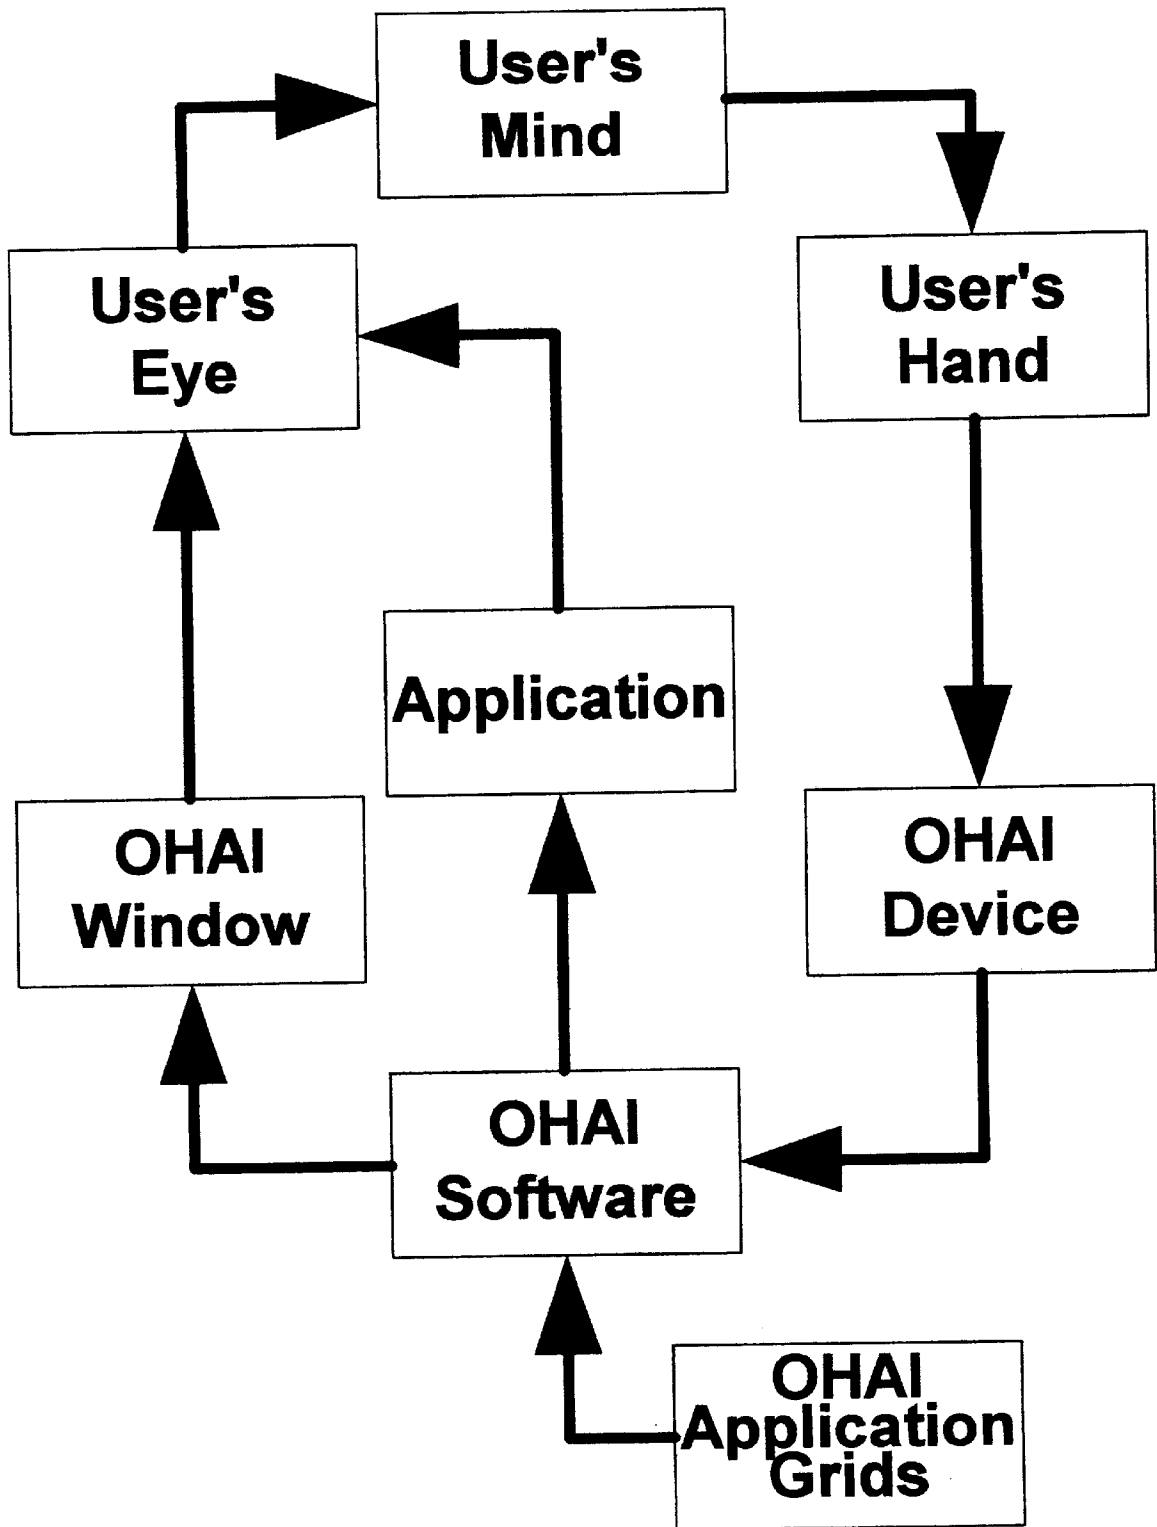 User's
Mind
User's
Eye
User's
Hand
Application
OHAI
Window
OHAI
Device
OHAI
Software
OHAI
Application
Grids